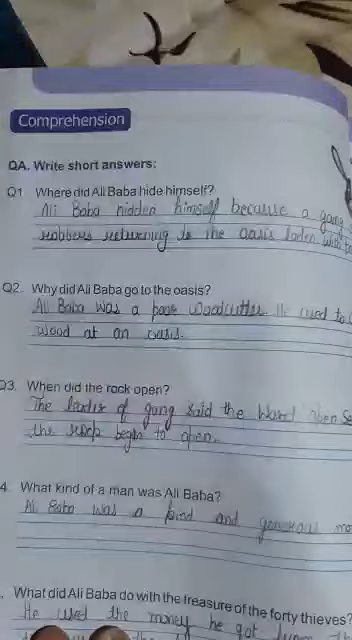 Comprehension
QA. Write short answers:
Q1 Where did Ali Baba hide himself?
Ali Baba hidden himself because a gang
robbers returning to the oasis laden with
Q2. Why did Ali Baba go to the oasis?
Ali Baba was a poor woodcutter. He used to
wood at an oasis.
Q3. When did the rock open?
The leader of gang said the word open
the begin to open.
4. What kind of a man was Ali Baba?
Ali Baba was a kind and generous
. What did Ali Baba do with the treasure of the forty thieves?
He used the money he got